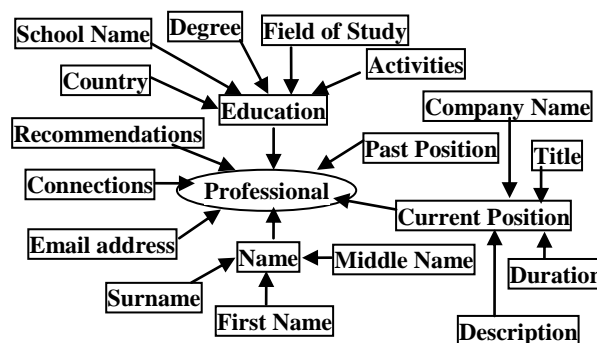 School Name
Degree
Field of Study
Country
Activities
Education
Company Name
Recommendations
Past Position
Title
Connections
Professional
Current Position
Email address
Name
Middle Name
Duration
Surname
First Name
Description